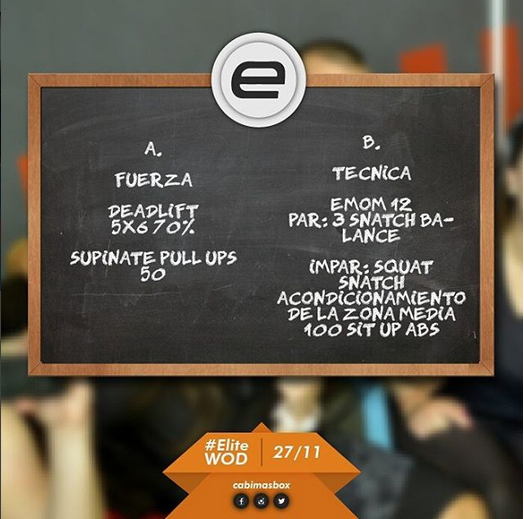 e
A.
FUERZA
DEADLIFT
5X6 70%
SUPINATE PULL UPS
50
B.
TECNICA
EMOM 12
PAR: 3 SNATCH BA-
LANCE
IMPAR: SQUAT
SNATCH
ACONDICIONAMIENTO
DE LA ZONA MEDIA
100 SIT UP ABS
#Elite
WOD
27/11
cabimasbox